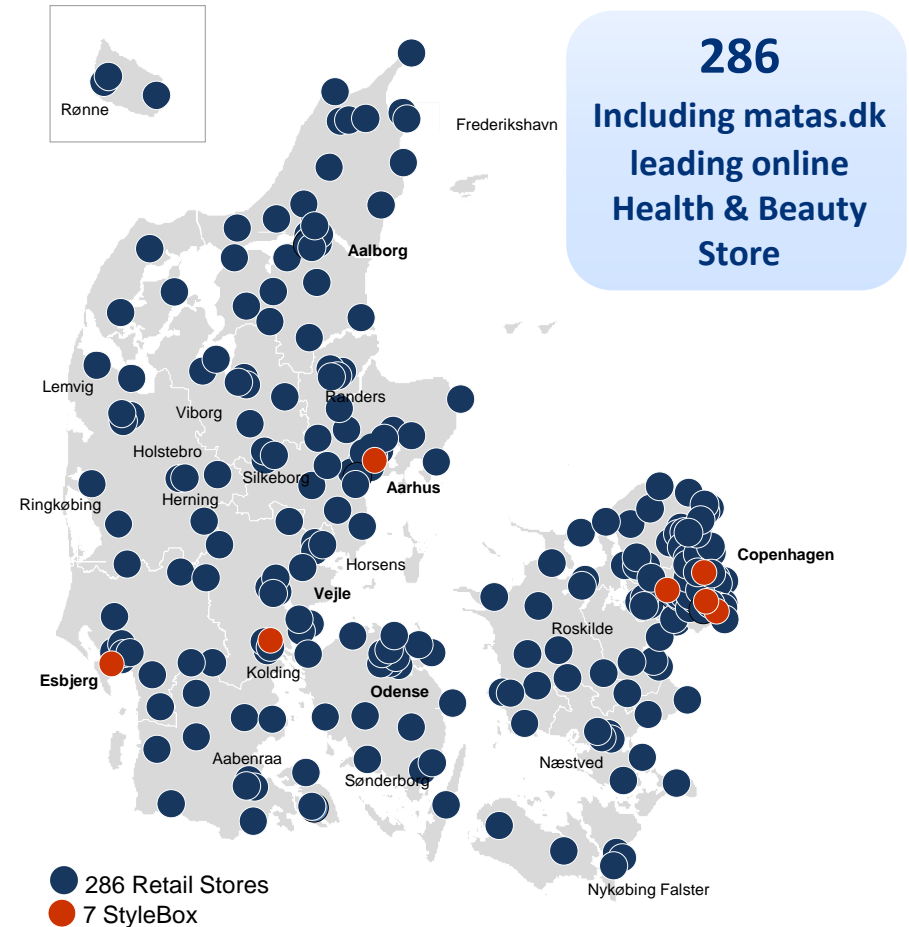 286
Including matas.dk
leading online
Health & Beauty
Store
Rønne
Frederikshavn
Aalborg
Lemvig
Randers
Viborg
Holstebro
Silkeborg
Aarhus
Herning
Ringkøbing
Copenhagen
Horsens
Vejle
Roskilde
Kolding
Esbjerg
Odense
Aabenraa
Næstved
Sønderborg
Nykøbing Falster
286 Retail Stores
7 StyleBox